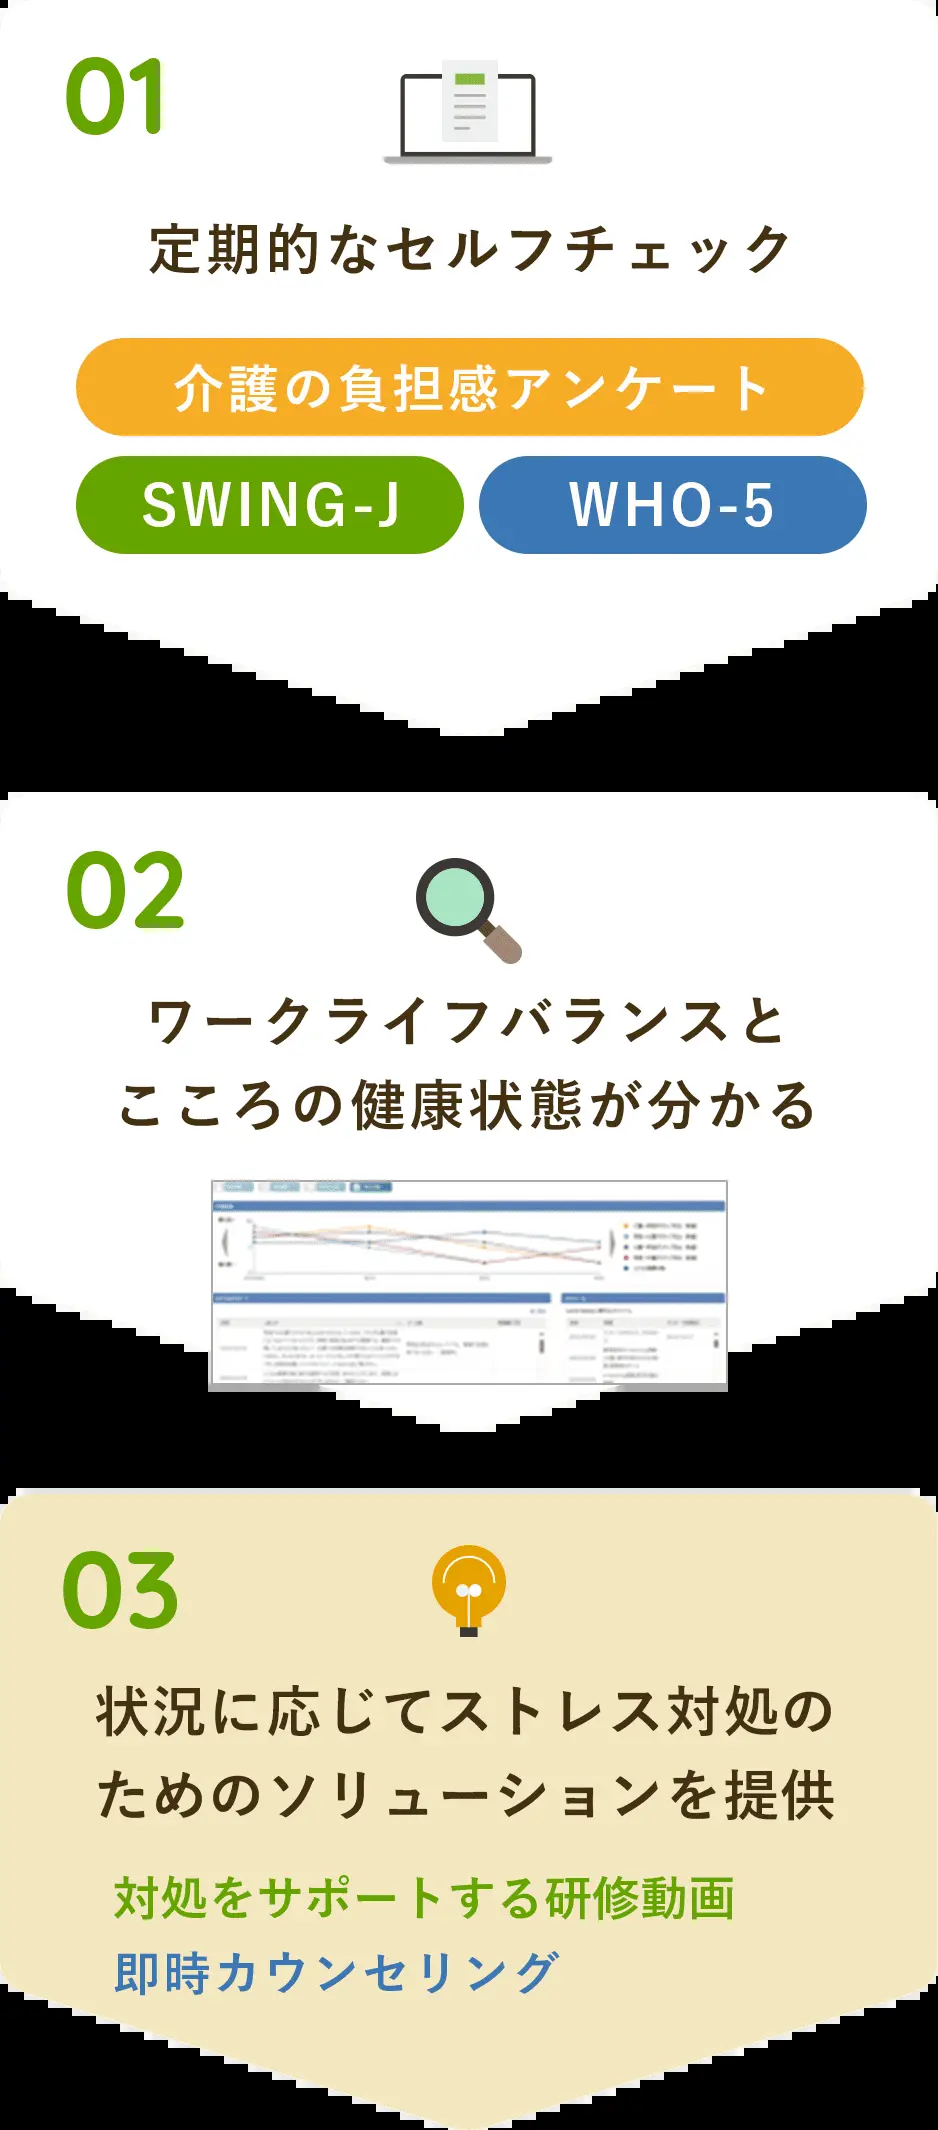 01
定期的なセルフチェック
介護の負担感アンケート
SWING-J
WHO-5
02
ワークライフバランスと
こころの健康状態が分かる
03
状況に応じてストレス対処の
ためのソリューションを提供
対処をサポートする研修動画
即時カウンセリング